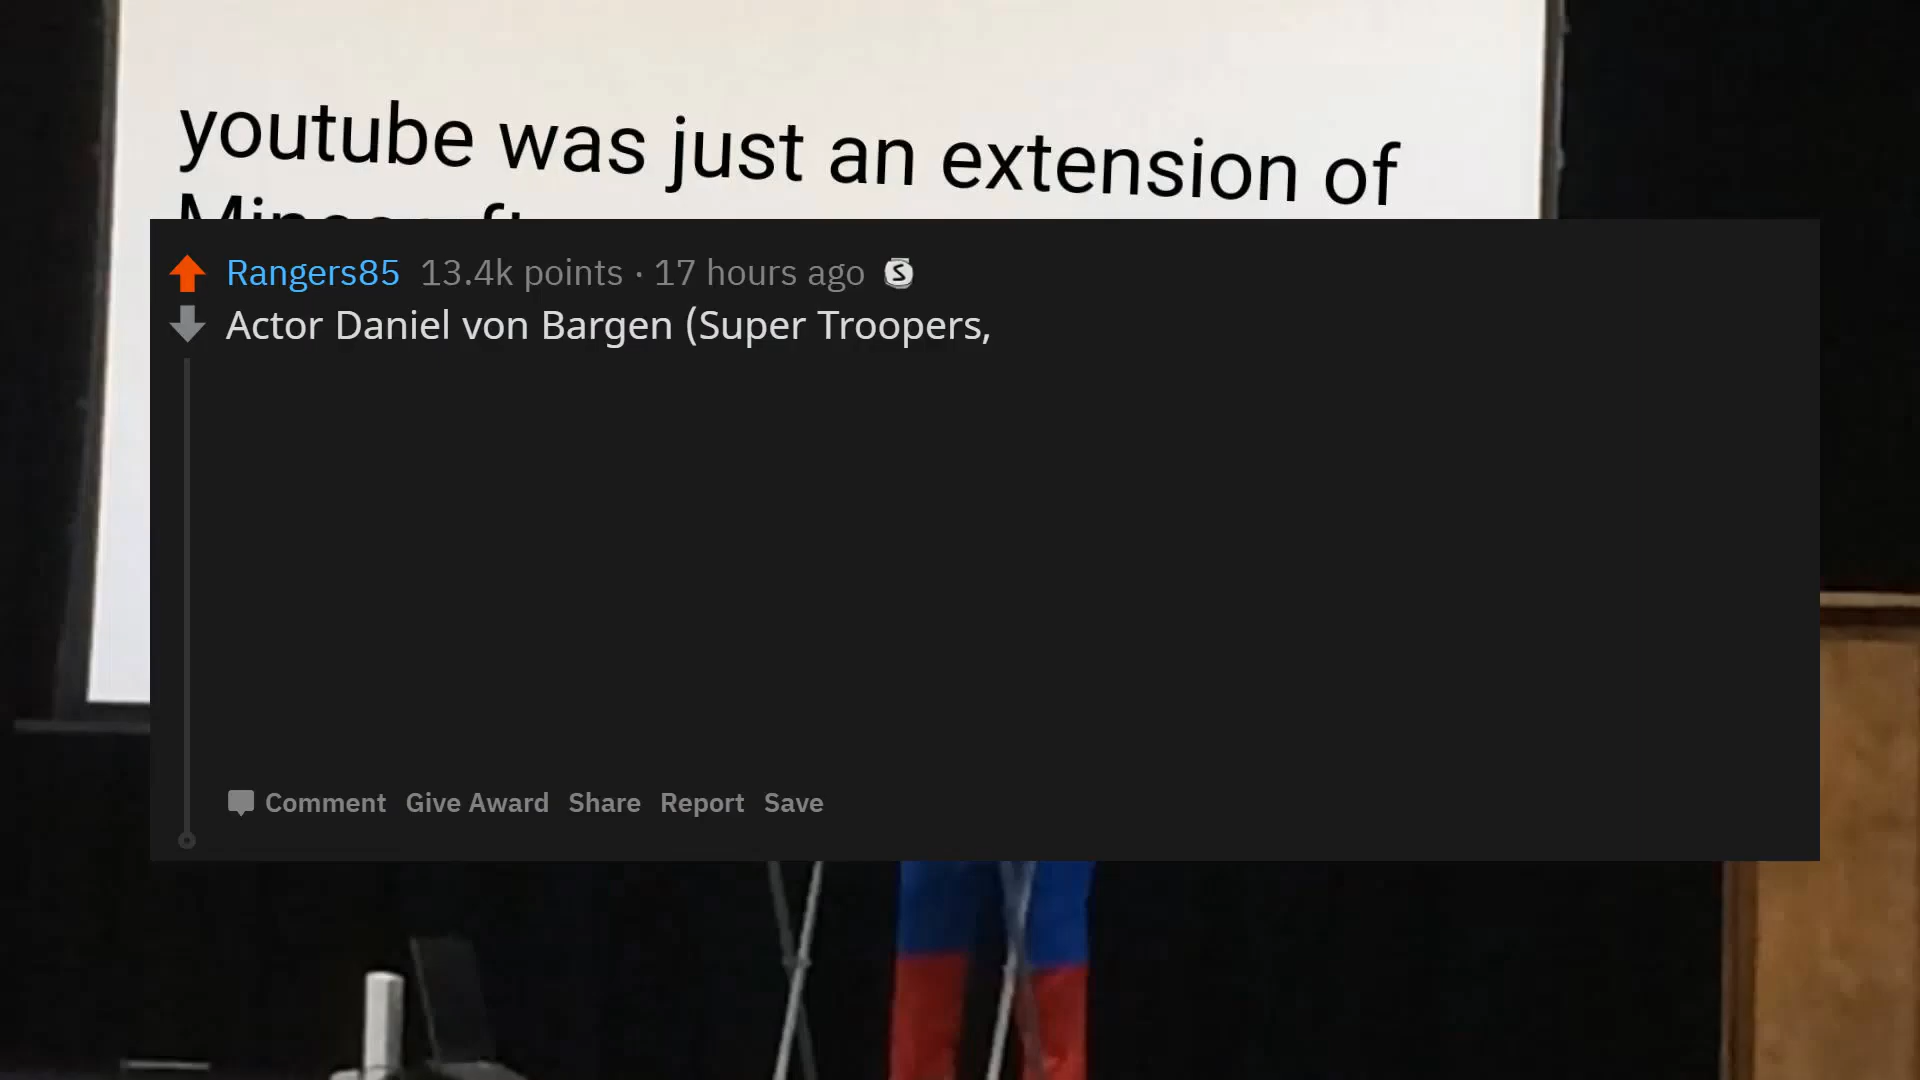 youtube was just an extension of
Minecraft
Rangers85 13.4k points · 17 hours ago
Actor Daniel von Bargen (Super Troopers,
Comment Give Award Share Report Save